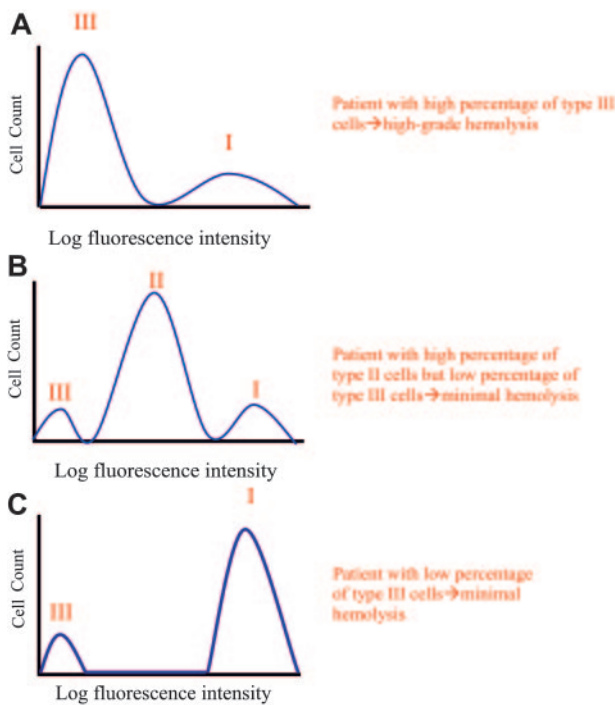 A
III
I
Cell Count
Log fluorescence intensity
Patient with high percentage of type III
cells→high-grade hemolysis
B
II
III
I
Cell Count
Log fluorescence intensity
Patient with high percentage of
type II cells but low percentage of
type III cells→minimal hemolysis
C
I
III
Cell Count
Log fluorescence intensity
Patient with low percentage
of type III cells→minimal
hemolysis